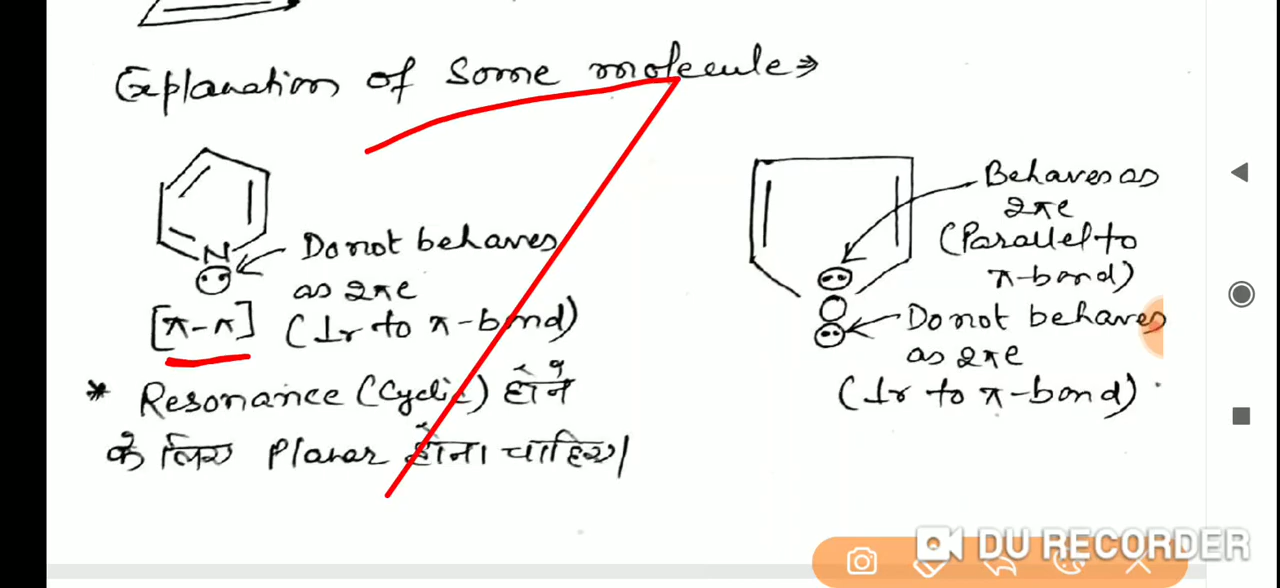 Explanation of Some molecule⇒
N
Do not behaves
as 2πe
(⊥r to π-bond)
[π-π]
* Resonance (Cyclic) होने
के लिए Planar होना चाहिए।
Behaves as
2πe
(Parallel to
π-bond)
O
Do not behaves
as 2πe
(⊥r to π-bond)
DU RECORDER